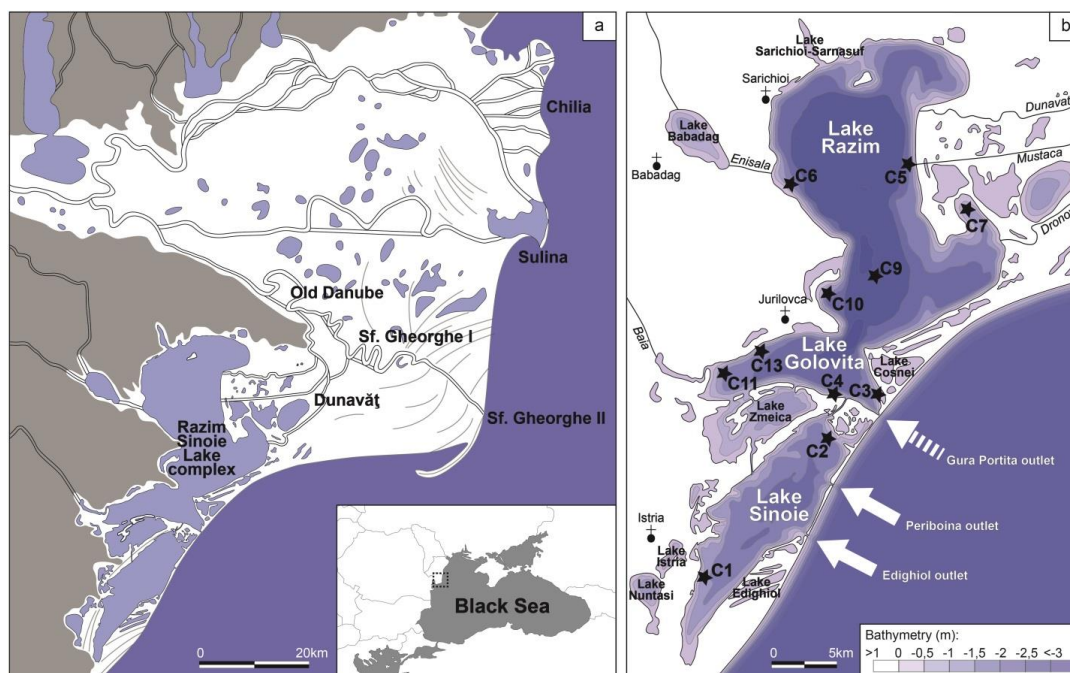 a
Chilia
Sulina
Old Danube
Sf. Gheorghe I
Dunavăţ
Sf. Gheorghe II
Razim
Sinoie
Lake
complex
Black Sea
0 20km
b
Lake
Sarichioi-Sarnasuf
Sarichioi
Lake
Babadag
Babadag
Enisala
Lake
Razim
Dunavat
Mustaca
C5
C6
C7
C9
C10
Jurilovca
Baia
Lake
Golovita
Lake
Cosnei
C13
C11
C4
C3
Lake
Zmeica
C2
Gura Portita outlet
Lake
Sinoie
Periboina outlet
Istria
Lake
Istria
Edighiol outlet
C1
Lake
Nuntasi
Lake
Edighiol
0 5km
Bathymetry (m):
>1 0 -0,5 -1 -1,5 -2 -2,5 <-3